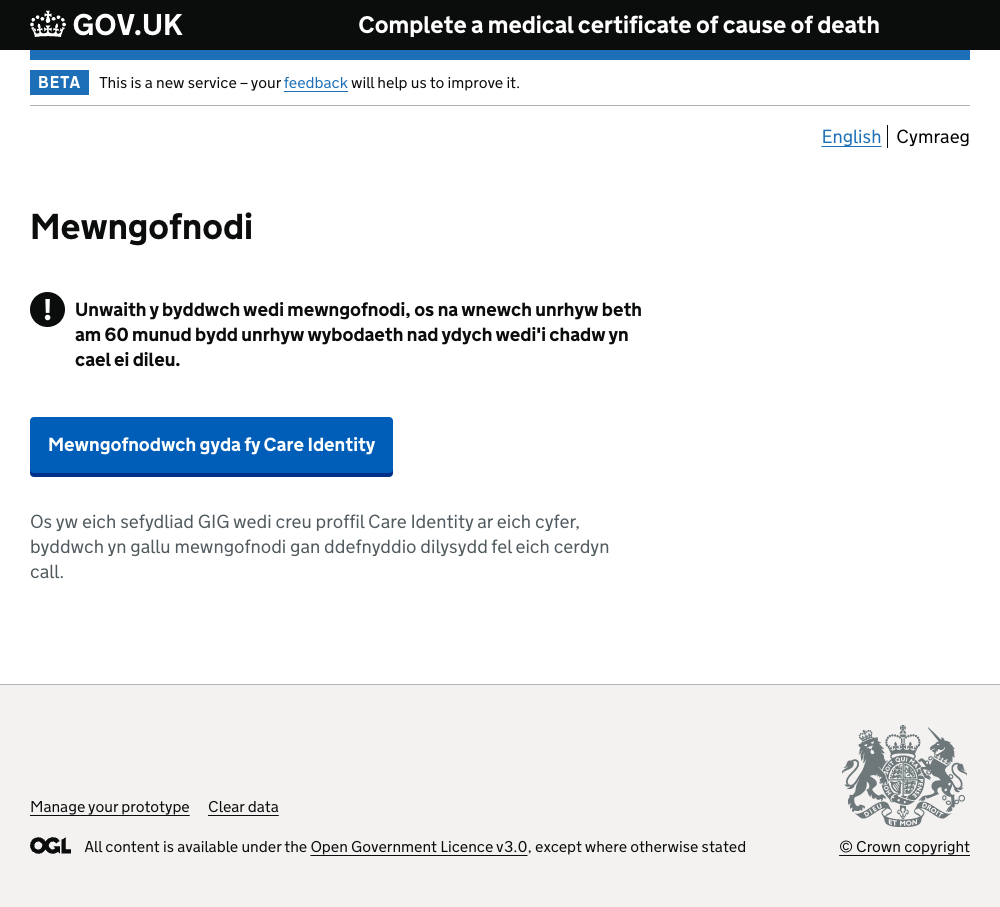 GOV.UK
Complete a medical certificate of cause of death
BETA This is a new service – your feedback will help us to improve it.
English Cymraeg
Mewngofnodi
! Unwaith y byddwch wedi mewngofnodi, os na wnewch unrhyw beth
am 60 munud bydd unrhyw wybodaeth nad ydych wedi'i chadw yn
cael ei dileu.
Mewngofnodwch gyda fy Care Identity
Os yw eich sefydliad GIG wedi creu proffil Care Identity ar eich cyfer,
byddwch yn gallu mewngofnodi gan ddefnyddio dilysydd fel eich cerdyn
call.
Manage your prototype Clear data
OGL All content is available under the Open Government Licence v3.0, except where otherwise stated
DIEU ET MON DROIT
© Crown copyright